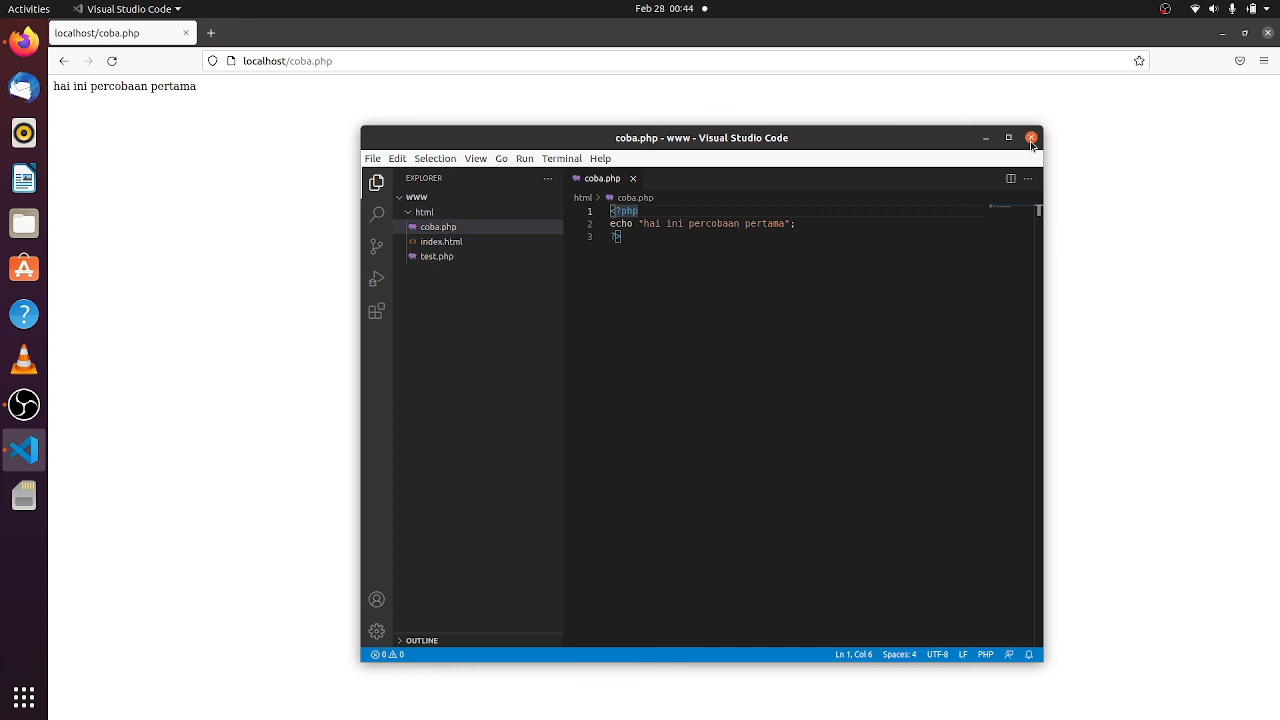 Activities
Visual Studio Code
Feb 28 00:44
localhost/coba.php
localhost/coba.php
hai ini percobaan pertama
coba.php - www - Visual Studio Code
File Edit Selection View Go Run Terminal Help
EXPLORER
WWW
html
coba.php
index.html
test.php
OUTLINE
coba.php
html > coba.php
1 <?php
2 echo "hai ini percobaan pertama";
3 ?>
0 0 Ln 1, Col 6 Spaces: 4 UTF-8 LF PHP